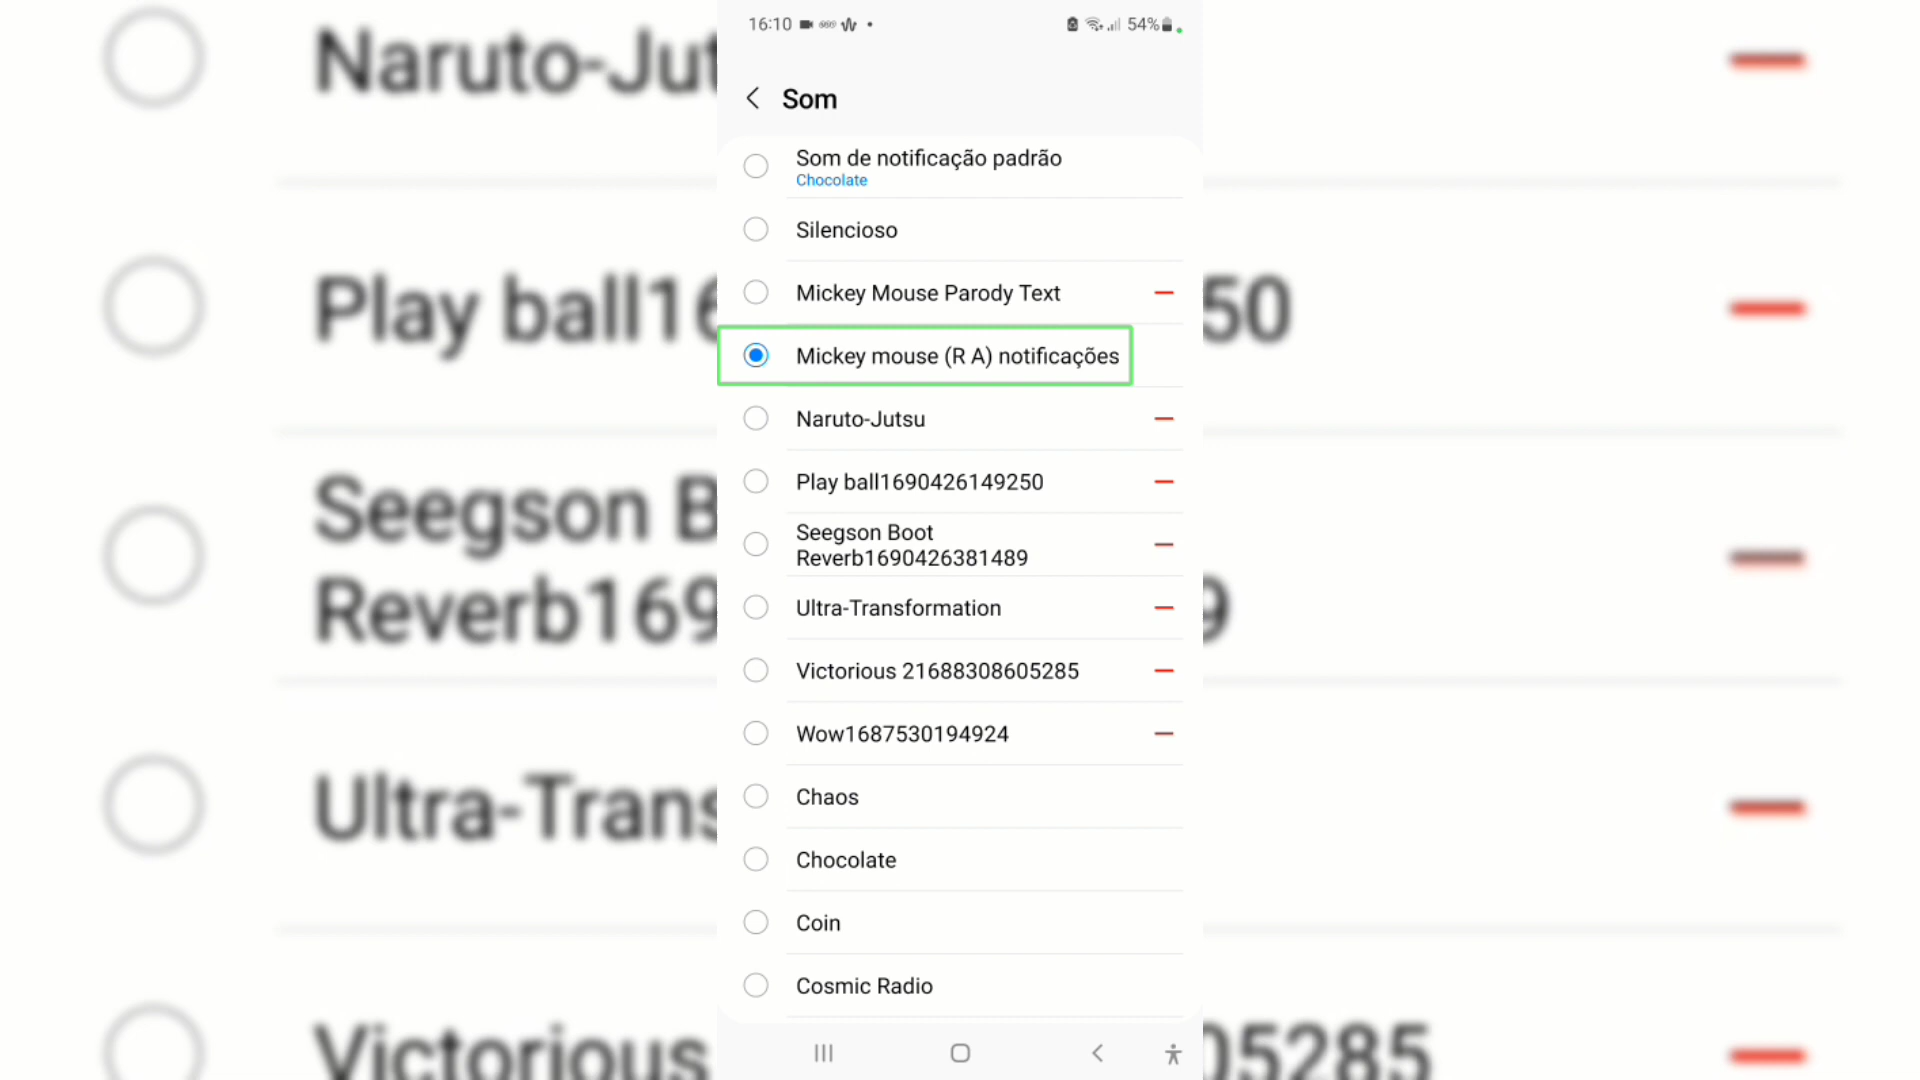 16:10
54%
Som
Som de notificação padrão
Chocolate
Silencioso
Mickey Mouse Parody Text
Mickey mouse (R A) notificações
Naruto-Jutsu
Play ball1690426149250
Seegson Boot
Reverb1690426381489
Ultra-Transformation
Victorious 21688308605285
Wow1687530194924
Chaos
Chocolate
Coin
Cosmic Radio
Naruto-Jut
Play ball16
50
Seegson B
Reverb169
9
Ultra-Trans
Victorious
05285